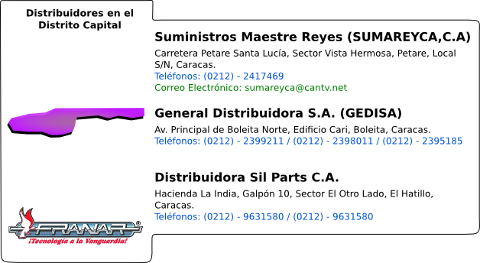 Distribuidores en el
Distrito Capital
Suministros Maestre Reyes (SUMAREYCA,C.A)
Carretera Petare Santa Lucía, Sector Vista Hermosa, Petare, Local
S/N, Caracas.
Teléfonos: (0212) - 2417469
Correo Electrónico: sumareyca@cantv.net
General Distribuidora S.A. (GEDISA)
Av. Principal de Boleita Norte, Edificio Cari, Boleita, Caracas.
Teléfonos: (0212) - 2399211 / (0212) - 2398011 / (0212) - 2395185
Distribuidora Sil Parts C.A.
Hacienda La India, Galpón 10, Sector El Otro Lado, El Hatillo,
Caracas.
Teléfonos: (0212) - 9631580 / (0212) - 9631580
FRANAR®
¡Tecnología a la Vanguardia!